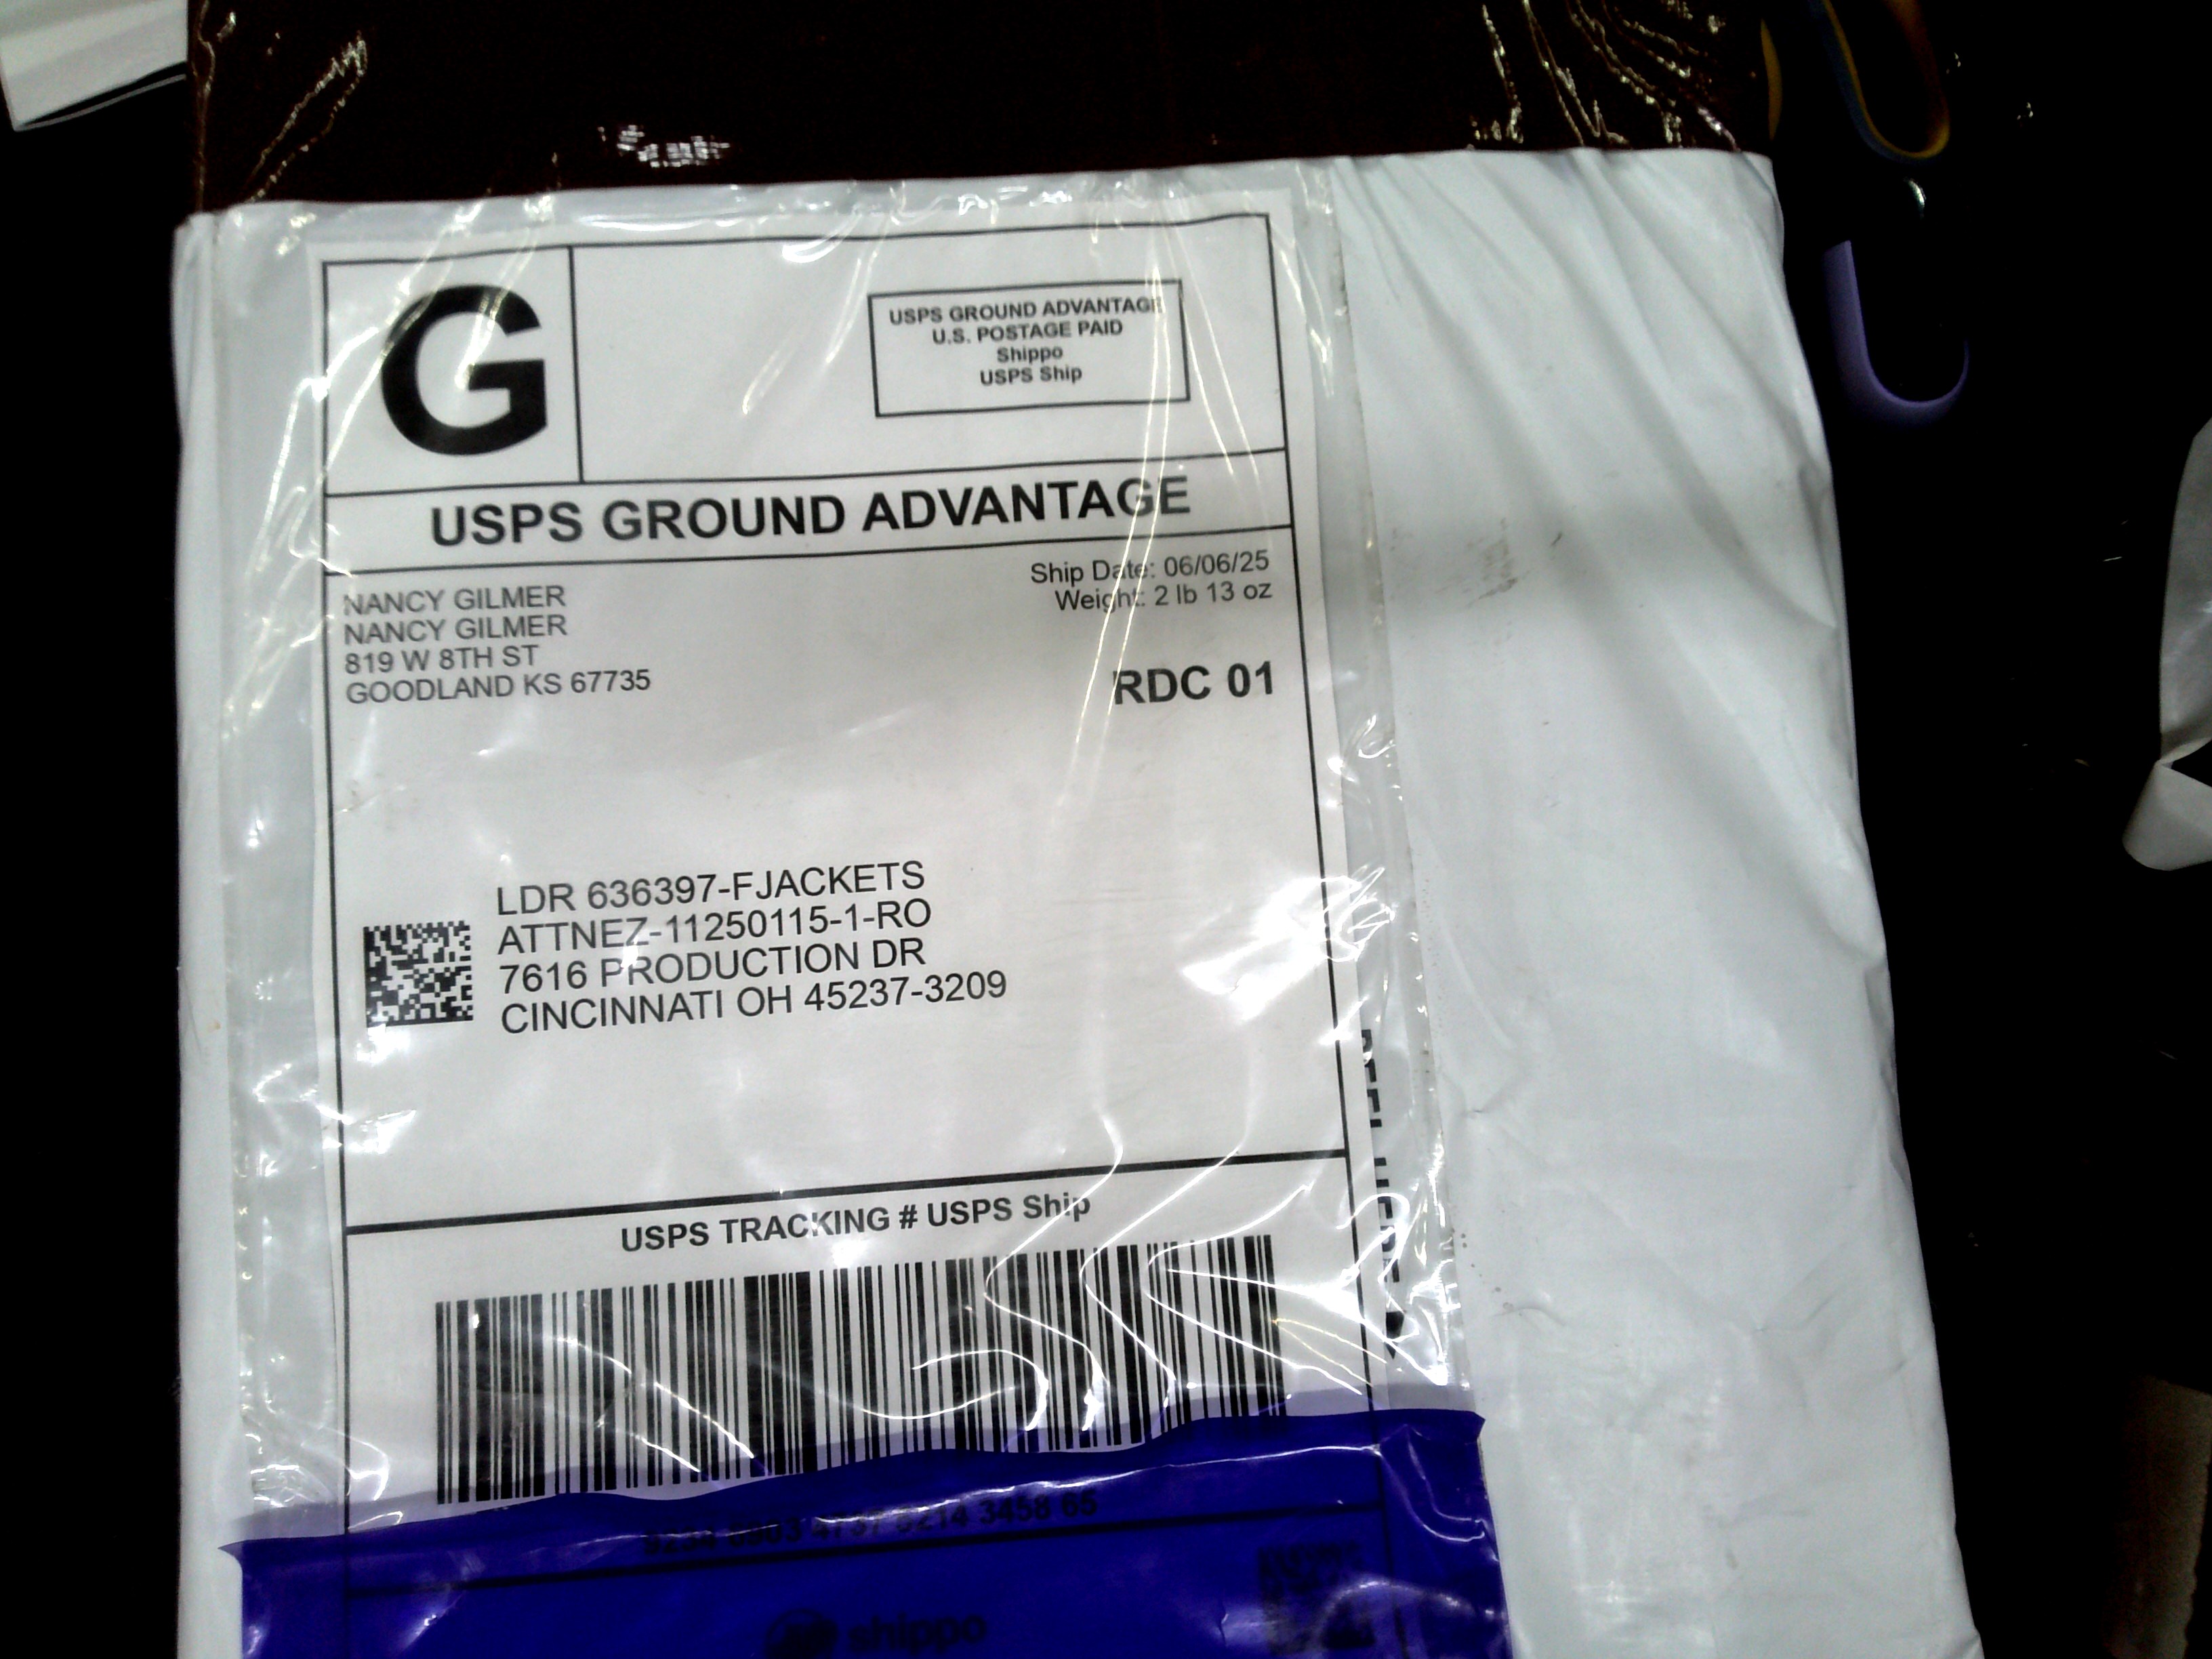 G
USPS GROUND ADVANTAGE
U.S. POSTAGE PAID
Shippo
USPS Ship
USPS GROUND ADVANTAGE
Ship Date: 06/06/25
Weight: 2 lb 13 oz
NANCY GILMER
NANCY GILMER
819 W 8TH ST
GOODLAND KS 67735
RDC 01
LDR 636397-FJACKETS
ATTNEZ-11250115-1-RO
7616 PRODUCTION DR
CINCINNATI OH 45237-3209
USPS TRACKING # USPS Ship
3458 65
shippo